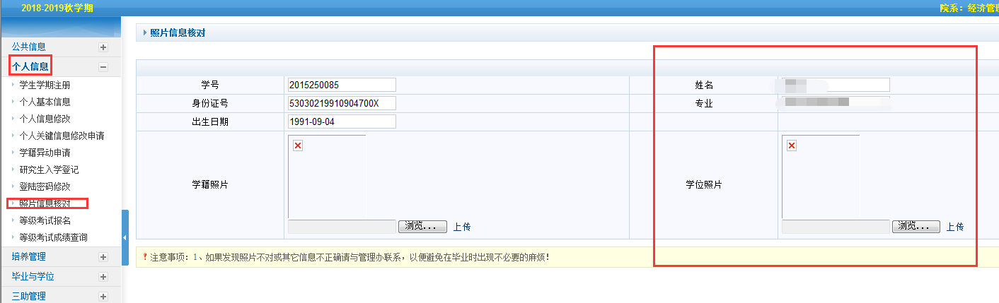 2018-2019秋学期
院系：经济管理
公共信息
个人信息
学生学期注册
个人基本信息
个人信息修改
个人关键信息修改申请
学籍异动申请
研究生入学登记
登陆密码修改
照片信息核对
等级考试报名
等级考试成绩查询
培养管理
毕业与学位
三助管理
照片信息核对
学号 2015250085 姓名
身份证号 53030219910904700X 专业
出生日期 1991-09-04
学籍照片 学位照片
浏览... 上传 浏览... 上传
注意事项：1、如果发现照片不对或其它信息不正确请与管理办联系，以便避免在毕业时出现不必要的麻烦！